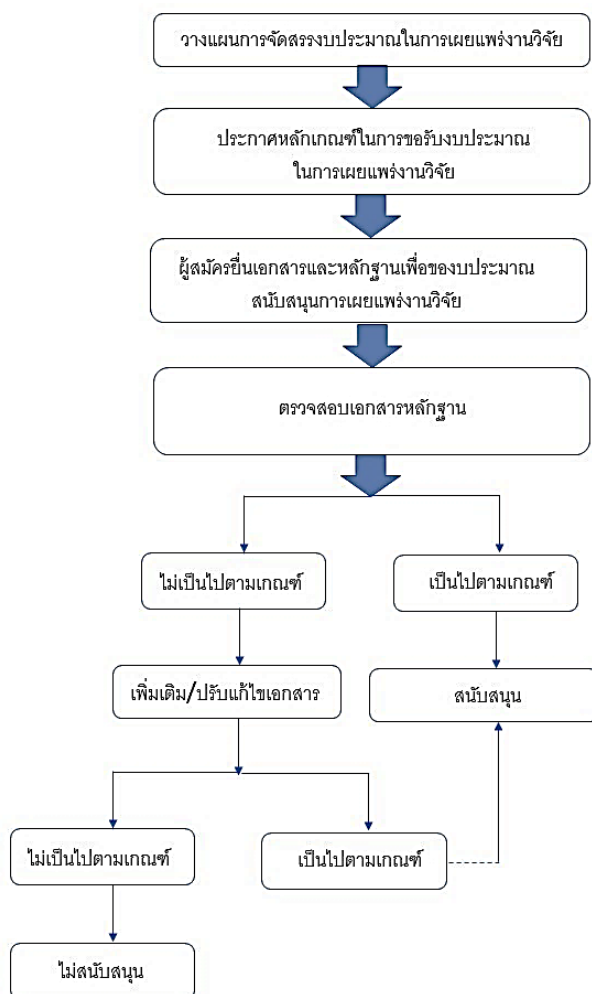 วางแผนการจัดสรรงบประมาณในการเผยแพร่งานวิจัย
ประกาศหลักเกณฑ์ในการขอรับงบประมาณ
ในการเผยแพร่งานวิจัย
ผู้สมัครยื่นเอกสารและหลักฐานเพื่อของบประมาณ
สนับสนุนการเผยแพร่งานวิจัย
ตรวจสอบเอกสารหลักฐาน
ไม่เป็นไปตามเกณฑ์
เป็นไปตามเกณฑ์
เพิ่มเติม/ปรับแก้ไขเอกสาร
สนับสนุน
ไม่เป็นไปตามเกณฑ์
เป็นไปตามเกณฑ์
ไม่สนับสนุน